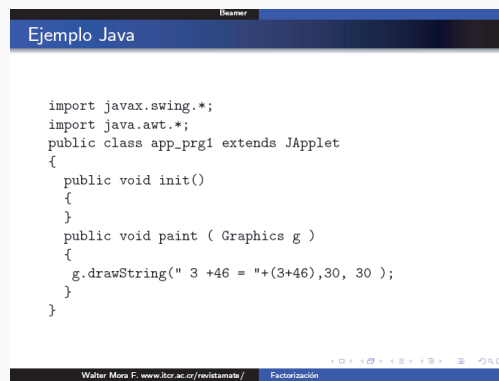 Beamer
Ejemplo Java
import javax.swing.*;
import java.awt.*;
public class app_prg1 extends JApplet
{
public void init()
{
}
public void paint ( Graphics g )
{
g.drawString(" 3 +46 = "+(3+46),30, 30 );
}
}
Walter Mora F. www.itcr.ac.cr/revistamate/ Factorización